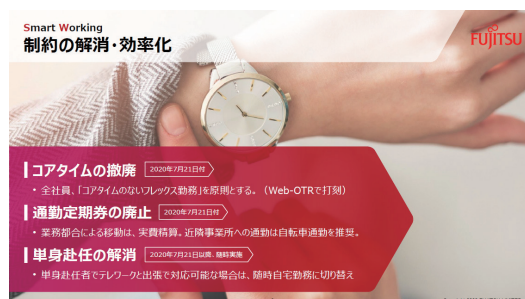 Smart Working
制約の解消・効率化
FUJITSU
コアタイムの撤廃 2020年7月21日付
・ 全社員、「コアタイムのないフレックス勤務」を原則とする。（Web-OTRで打刻）
通勤定期券の廃止 2020年7月21日付
・ 業務都合による移動は、実費精算。近隣事業所への通勤は自転車通勤を推奨。
単身赴任の解消 2020年7月21日以降、随時実施
・ 単身赴任者でテレワークと出張で対応可能な場合は、随時自宅勤務に切り替え